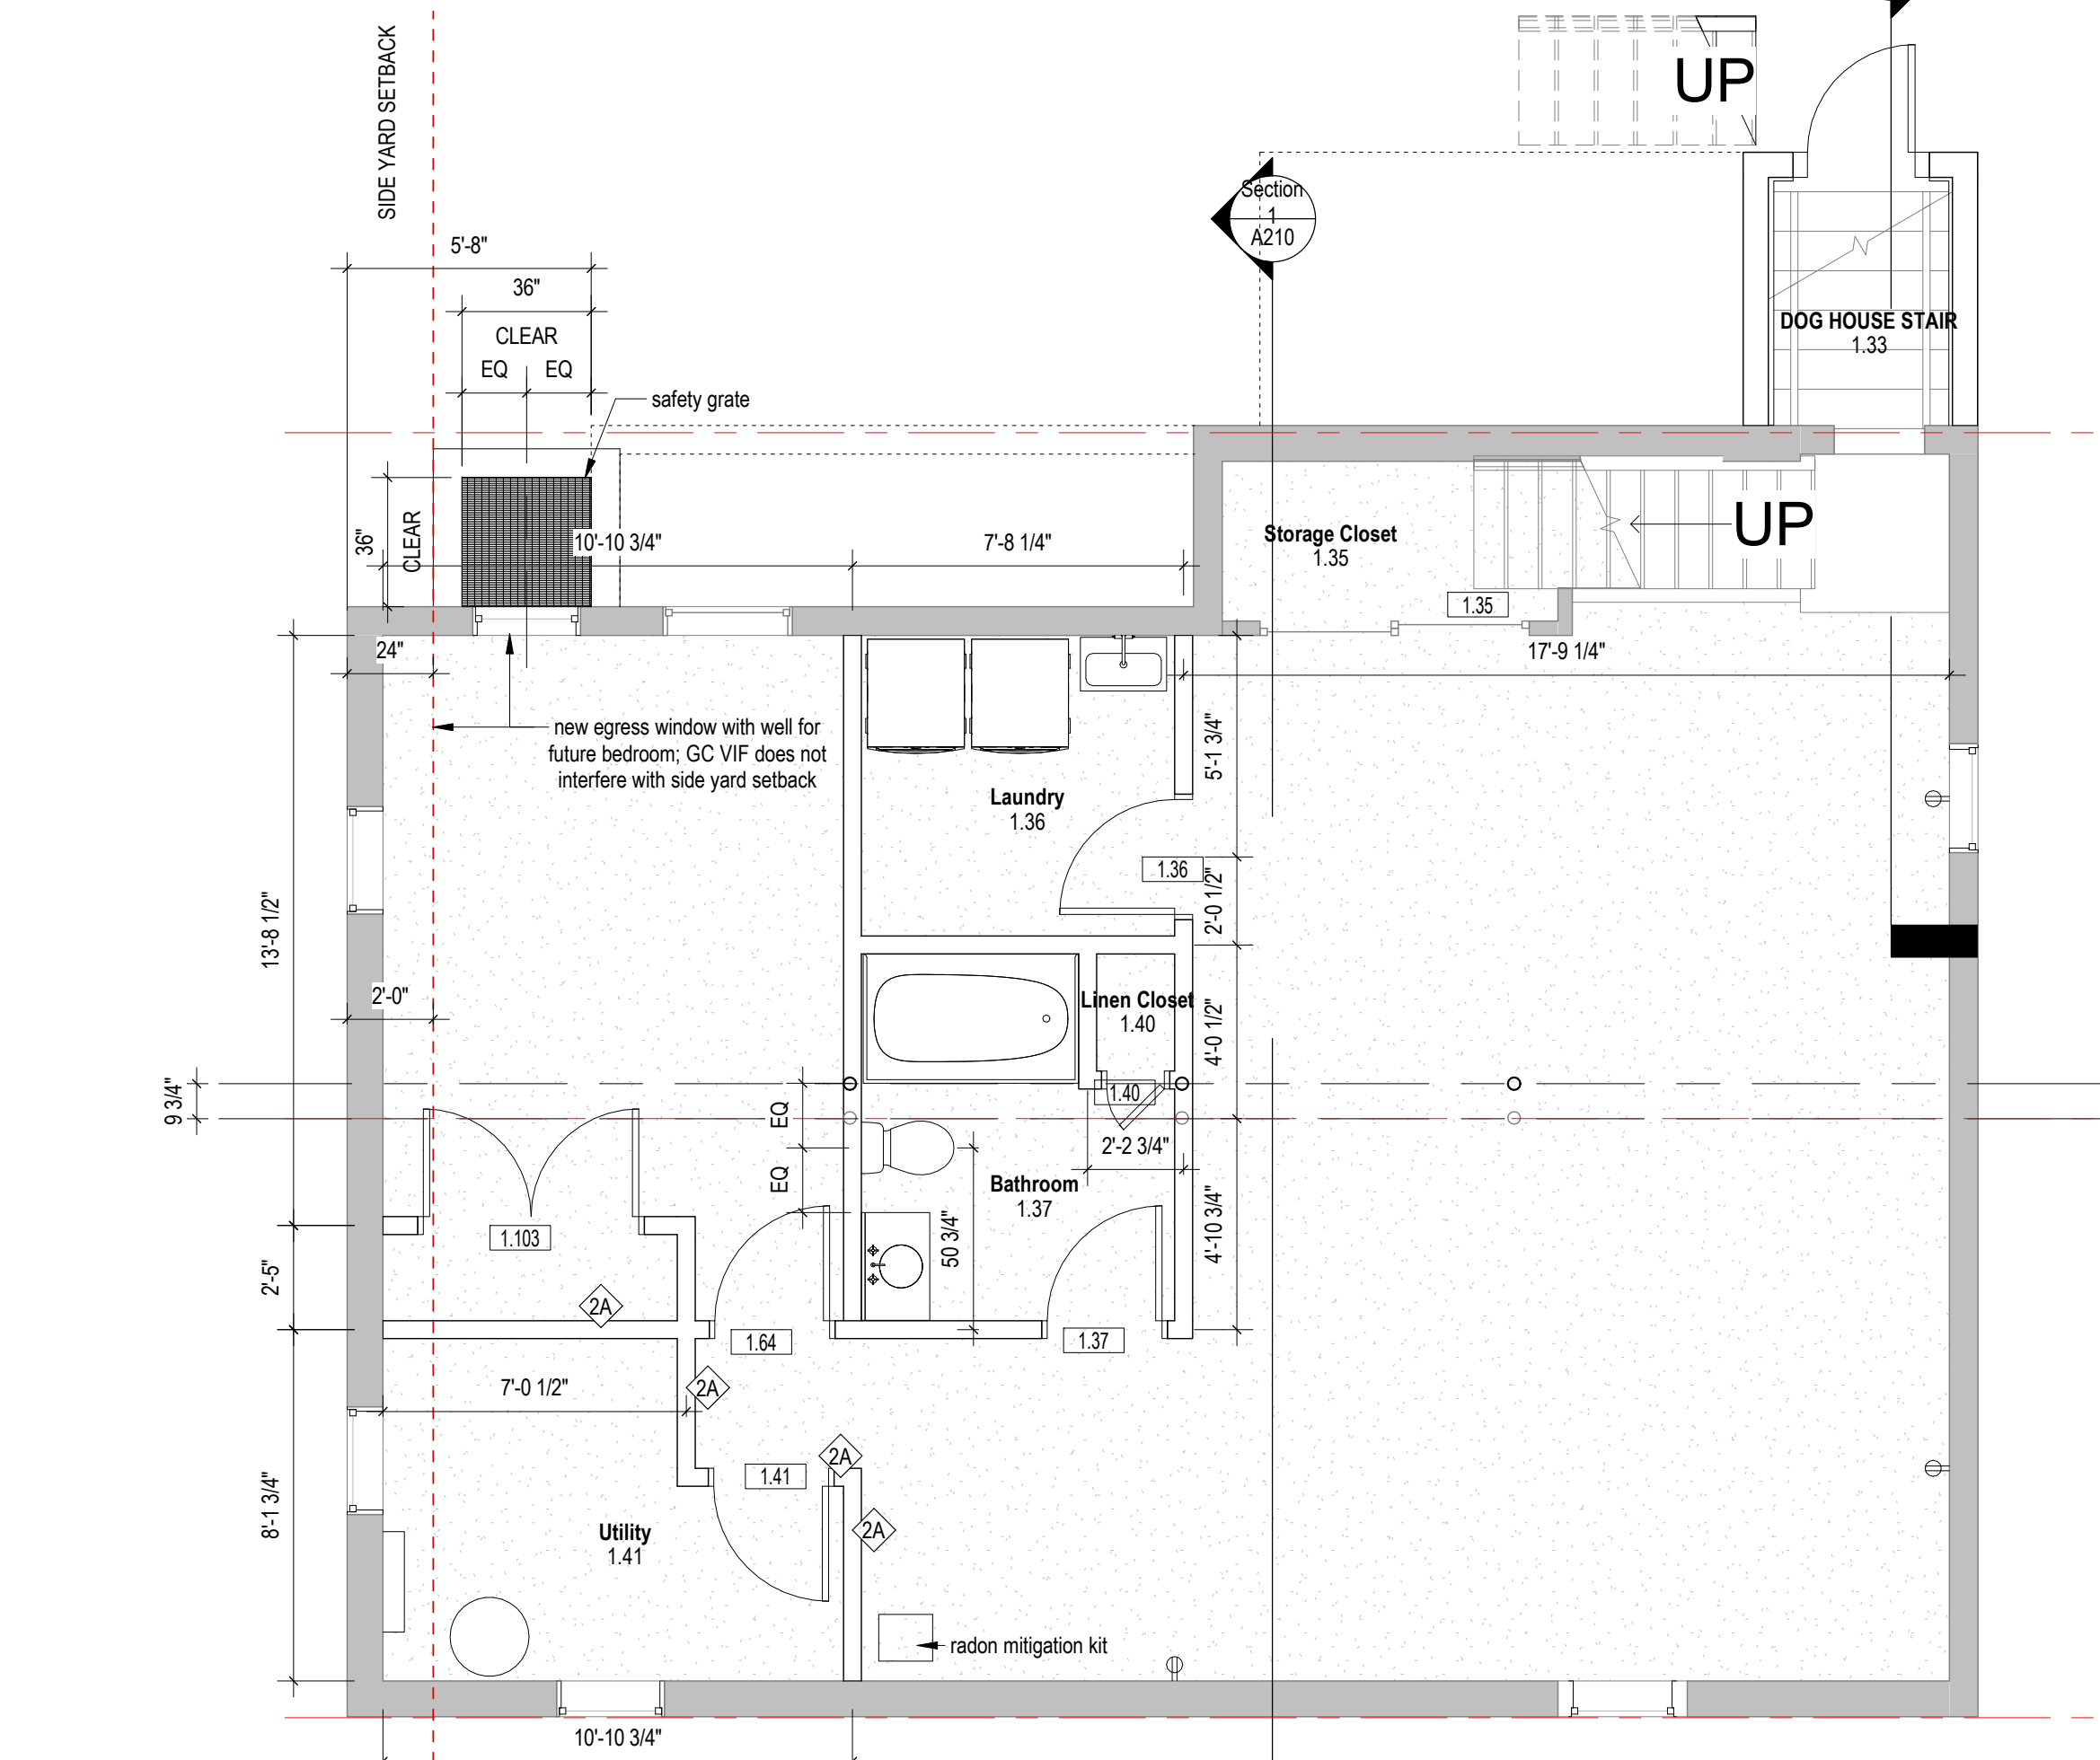 SIDE YARD SETBACK
UP
Section
1
A210
5'-8"
36"
CLEAR
EQ
EQ
safety grate
DOG HOUSE STAIR
1.33
36"
CLEAR
10'-10 3/4"
7'-8 1/4"
Storage Closet
1.35
UP
1.35
24"
17'-9 1/4"
new egress window with well for
future bedroom; GC VIF does not
interfere with side yard setback
5'-1 3/4"
Laundry
1.36
1.36
2'-0 1/2"
13'-8 1/2"
2'-0"
Linen Closet
1.40
4'-0 1/2"
9 3/4"
1.40
EQ
EQ
2'-2 3/4"
Bathroom
1.37
50 3/4"
4'-10 3/4"
1.103
2'-5"
2A
1.64
1.37
7'-0 1/2"
2A
2A
1.41
8'-1 3/4"
2A
Utility
1.41
radon mitigation kit
10'-10 3/4"